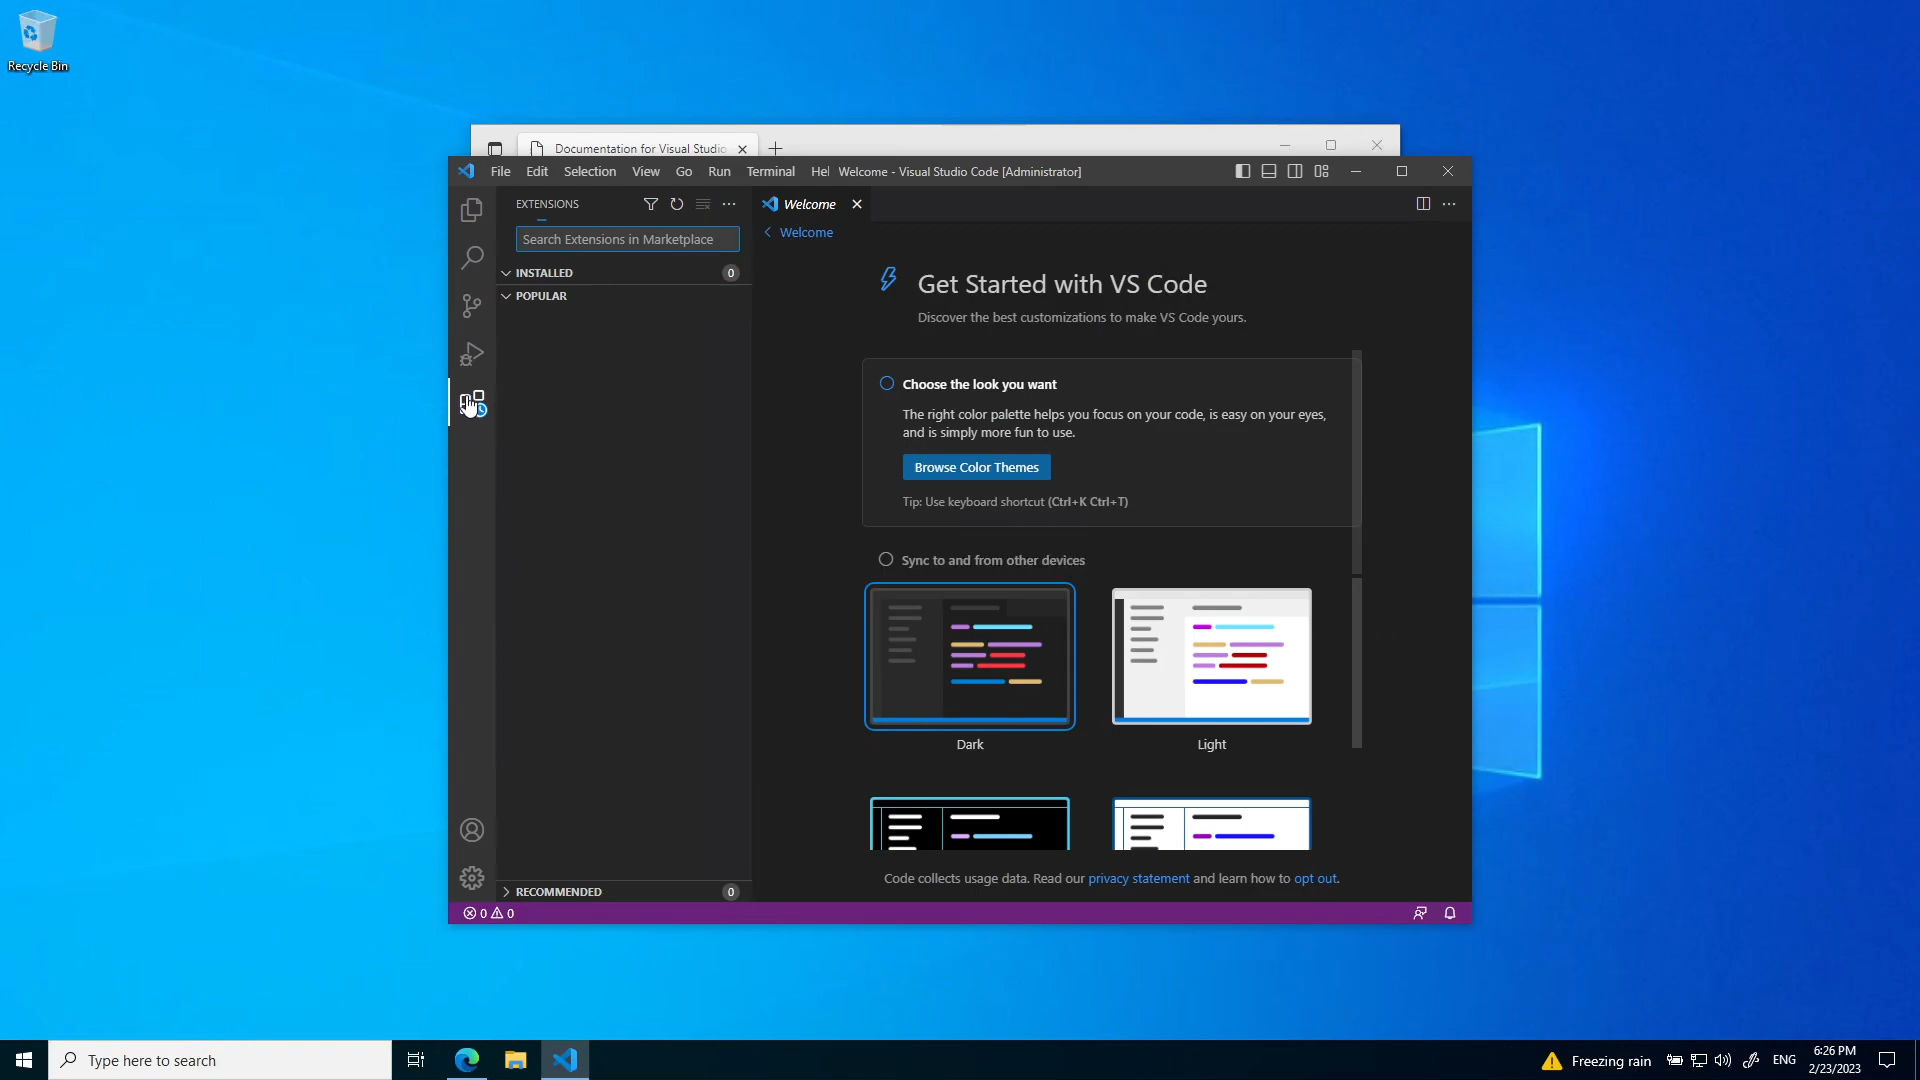 Recycle Bin
Documentation for Visual Studio
File Edit Selection View Go Run Terminal Hel Welcome - Visual Studio Code [Administrator]
EXTENSIONS
Welcome
Search Extensions in Marketplace
Welcome
INSTALLED 0
POPULAR
Get Started with VS Code
Discover the best customizations to make VS Code yours.
Choose the look you want
The right color palette helps you focus on your code, is easy on your eyes,
and is simply more fun to use.
Browse Color Themes
Tip: Use keyboard shortcut (Ctrl+K Ctrl+T)
Sync to and from other devices
Dark
Light
Code collects usage data. Read our privacy statement and learn how to opt out.
RECOMMENDED 0
0 0
Type here to search
Freezing rain
ENG
6:26 PM
2/23/2023